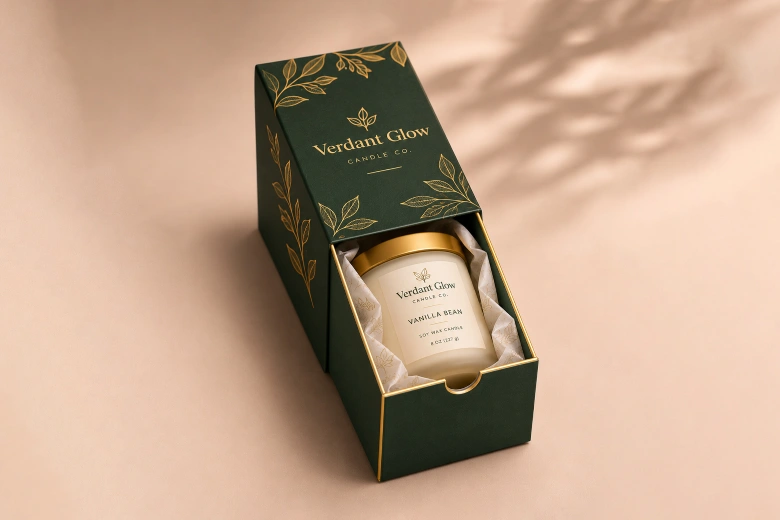 Verdant Glow
CANDLE CO.
Verdant Glow
CANDLE CO.
VANILLA BEAN
SOY WAX CANDLE
8 OZ (227 g)